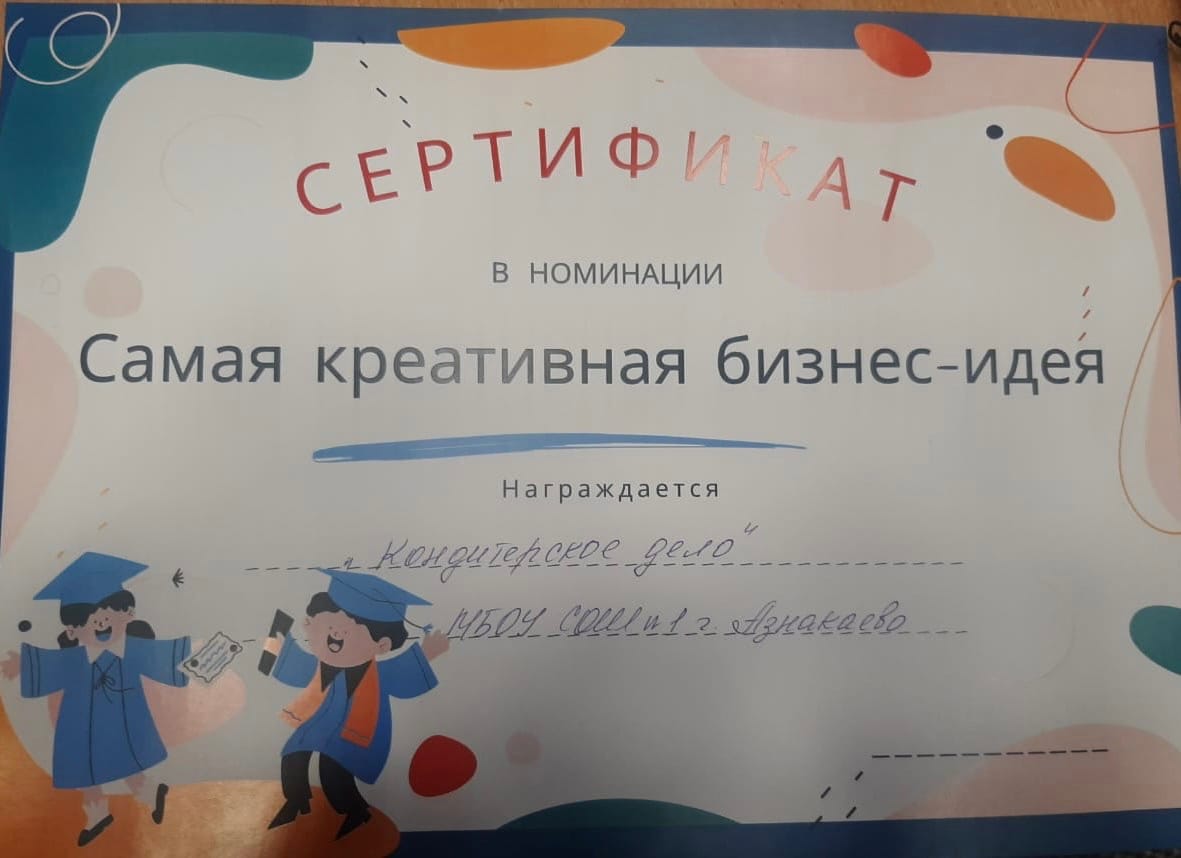 СЕРТИФИКАТ
В НОМИНАЦИИ
Самая креативная бизнес-идея
Награждается
„Кондитерское дело"
МБОУ СОШ №1 г. Азнакаево